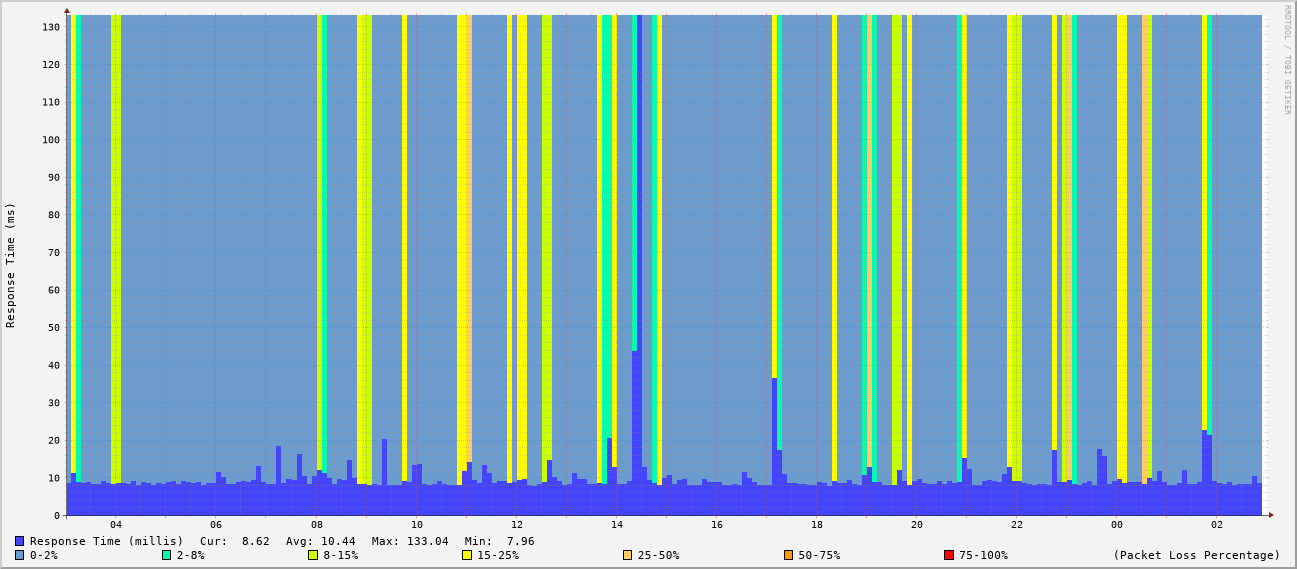 RRDTOOL / TOBI OETIKER
Response Time (ms)
130
120
110
100
90
80
70
60
50
40
30
20
10
0
04 06 08 10 12 14 16 18 20 22 00 02
Response Time (millis) Cur: 8.62 Avg: 10.44 Max: 133.04 Min: 7.96
0-2% 2-8% 8-15% 15-25% 25-50% 50-75% 75-100% (Packet Loss Percentage)